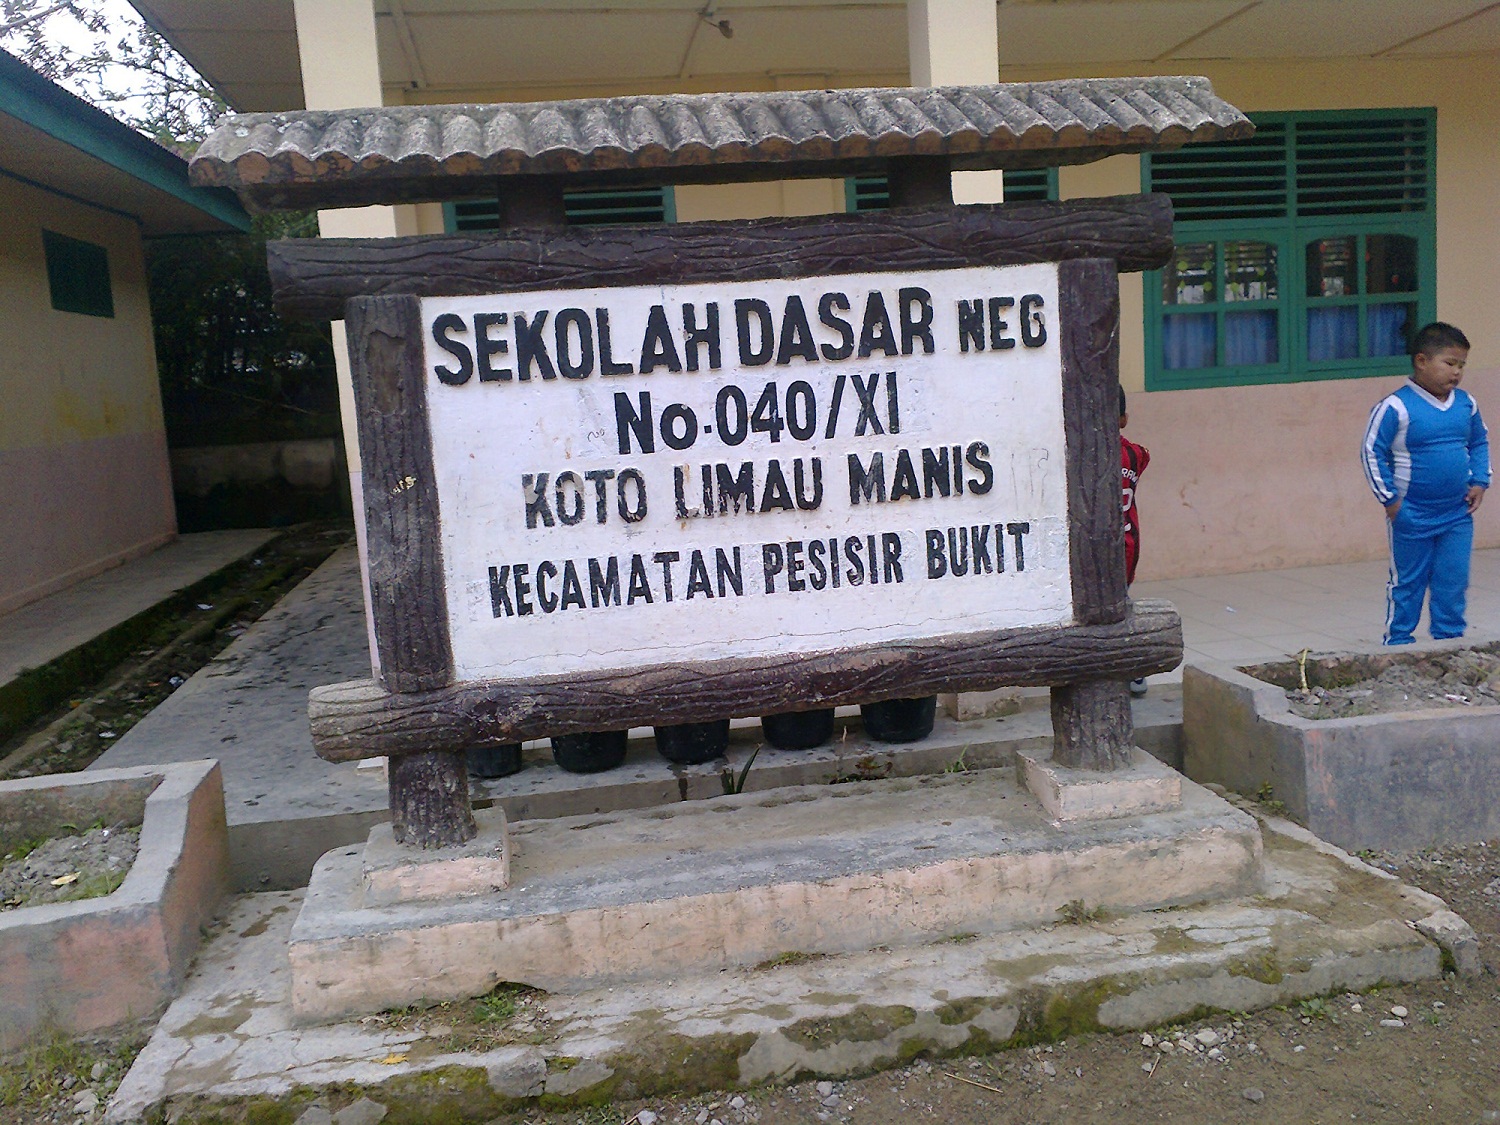 SEKOLAH DASAR NEG
No.040/XI
KOTO LIMAU MANIS
KECAMATAN PESISIR BUKIT